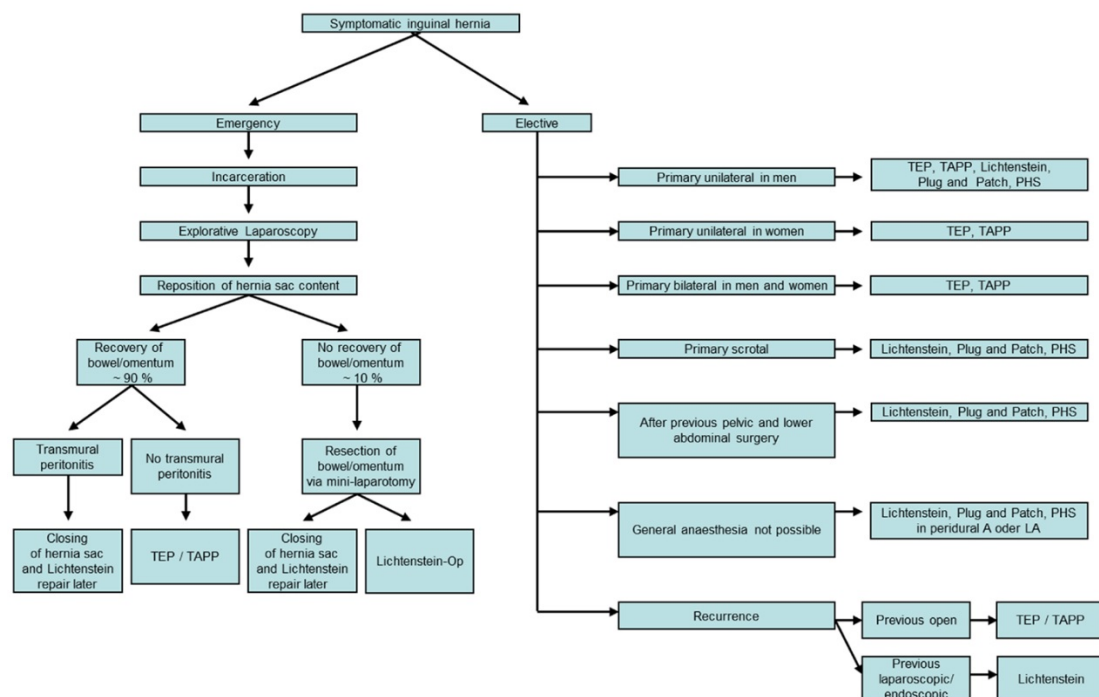 Symptomatic inguinal hernia
Emergency
Elective
Incarceration
Explorative Laparoscopy
Reposition of hernia sac content
Recovery of
bowel/omentum
~ 90 %
No recovery of
bowel/omentum
~ 10 %
Transmural
peritonitis
No transmural
peritonitis
Resection of
bowel/omentum
via mini-laparotomy
Closing
of hernia sac
and Lichtenstein
repair later
TEP / TAPP
Closing
of hernia sac
and Lichtenstein
repair later
Lichtenstein-Op
Primary unilateral in men
TEP, TAPP, Lichtenstein,
Plug and Patch, PHS
Primary unilateral in women
TEP, TAPP
Primary bilateral in men and women
TEP, TAPP
Primary scrotal
Lichtenstein, Plug and Patch, PHS
After previous pelvic and lower
abdominal surgery
Lichtenstein, Plug and Patch, PHS
General anaesthesia not possible
Lichtenstein, Plug and Patch, PHS
in peridural A oder LA
Recurrence
Previous open
TEP / TAPP
Previous
laparoscopic/
endoscopic
Lichtenstein